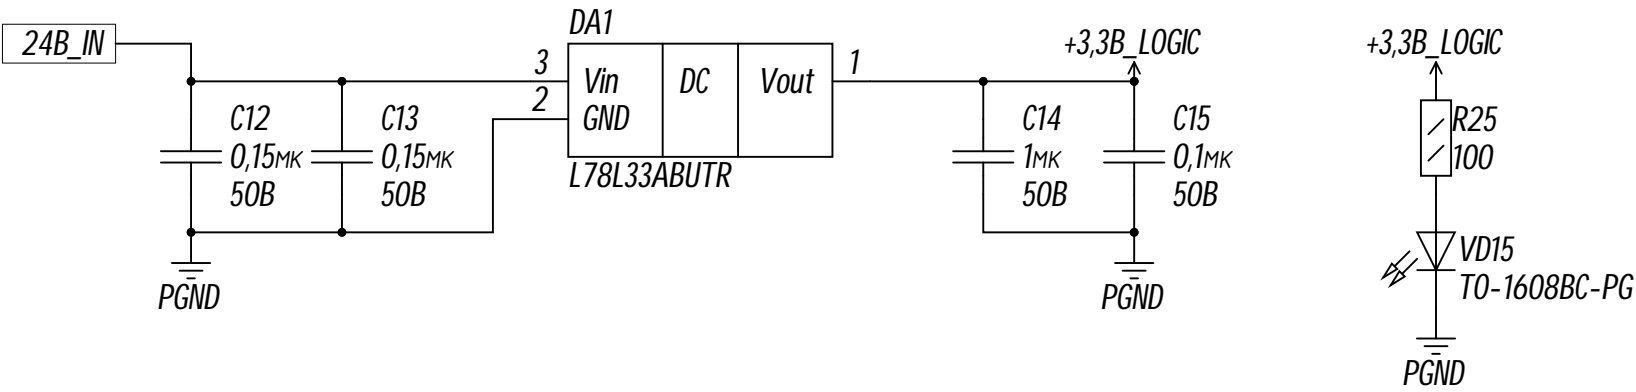 24В_IN
DA1
3
Vin
DC
Vout
1
2
GND
L78L33ABUTR
C12
0,15мк
50В
C13
0,15мк
50В
PGND
+3,3В_LOGIC
C14
1мк
50В
C15
0,1мк
50В
PGND
+3,3В_LOGIC
R25
100
VD15
TO-1608BC-PG
PGND